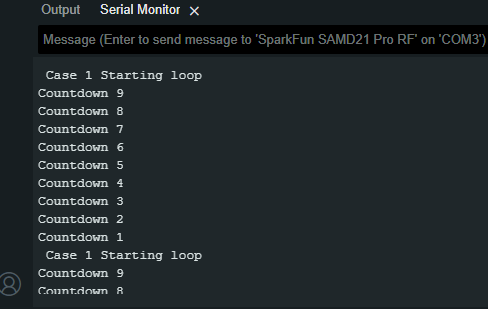 Output Serial Monitor ×
Message (Enter to send message to 'SparkFun SAMD21 Pro RF' on 'COM3')
Case 1 Starting loop
Countdown 9
Countdown 8
Countdown 7
Countdown 6
Countdown 5
Countdown 4
Countdown 3
Countdown 2
Countdown 1
Case 1 Starting loop
Countdown 9
Countdown 8